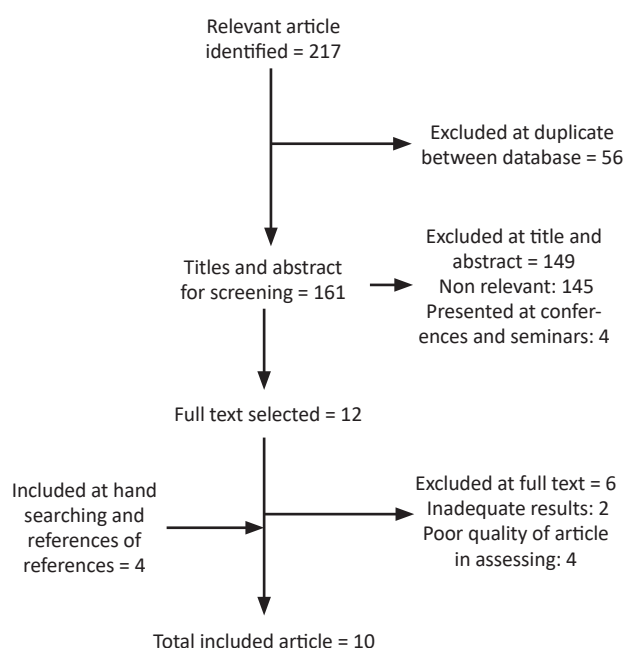 Relevant article
identified = 217
Excluded at duplicate
between database = 56
Titles and abstract
for screening = 161
Excluded at title and
abstract = 149
Non relevant: 145
Presented at confer-
ences and seminars: 4
Full text selected = 12
Included at hand
searching and
references of
references = 4
Excluded at full text = 6
Inadequate results: 2
Poor quality of article
in assessing: 4
Total included article = 10